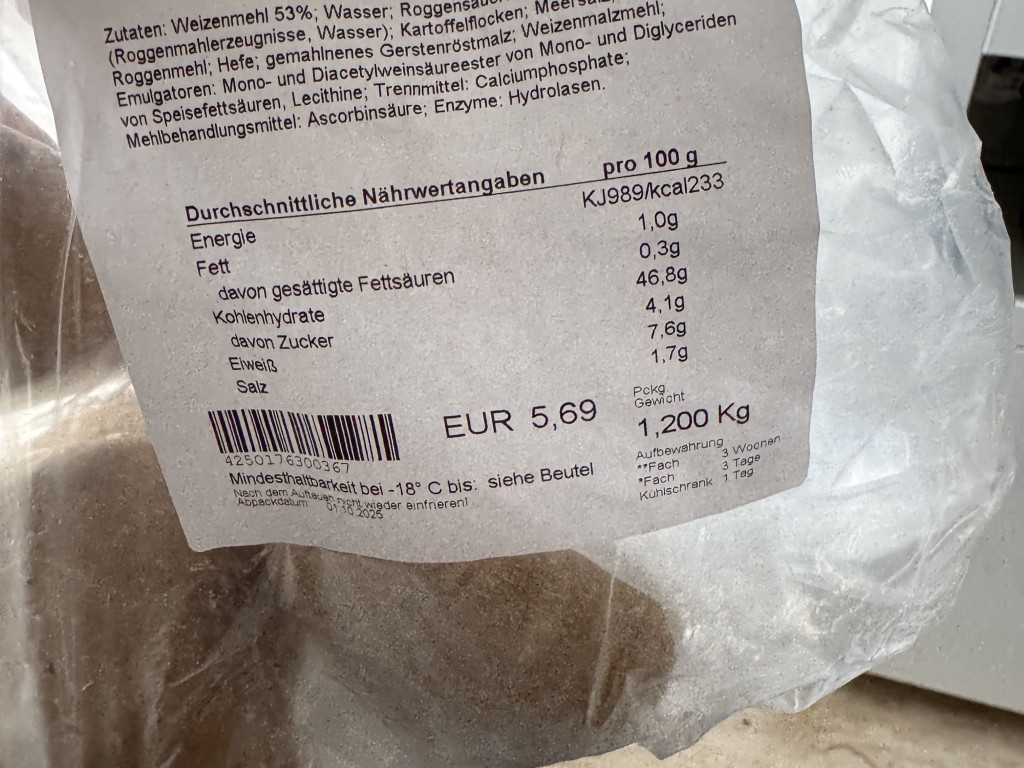 Zutaten: Weizenmehl 53%; Wasser;
(Roggenmahlerzeugnisse, Wasser); Kartoffelflocken;
Roggenmehl; Hefe; gemahlnenes Gerstenröstmalz; Weizenmalzmehl;
Emulgatoren: Mono- und Diacetylweinsäureester von Mono- und Diglyceriden
von Speisefettsäuren, Lecithine; Trennmittel: Calciumphosphate;
Mehlbehandlungsmittel: Ascorbinsäure; Enzyme: Hydrolasen.
Durchschnittliche Nährwertangaben pro 100 g
Energie KJ989/kcal233
Fett 1,0g
davon gesättigte Fettsäuren 0,3g
Kohlenhydrate 46,8g
davon Zucker 4,1g
Eiweiß 7,6g
Salz 1,7g
4250176300367
EUR 5,69
Pckg.
Gewicht
1,200 Kg
Mindesthaltbarkeit bei -18° C bis: siehe Beutel
Nach dem Auftauen nicht wieder einfrieren!
Abpackdatum 01.10.2025
Aufbewahrung
**Fach 3 Wochen
*Fach 3 Tage
Kühlschrank 1 Tag